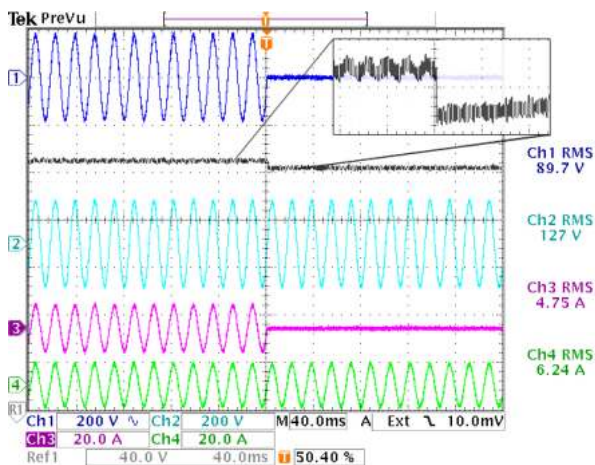 Tek PreVu
T
T
1
Ch1 RMS
89.7 V
2
Ch2 RMS
127 V
3
Ch3 RMS
4.75 A
4
Ch4 RMS
6.24 A
R1
Ch1 200 V ∿ Ch2 200 V M 40.0ms A Ext 10.0mV
Ch3 20.0 A Ch4 20.0 A
Ref1 40.0 V 40.0ms T 50.40 %